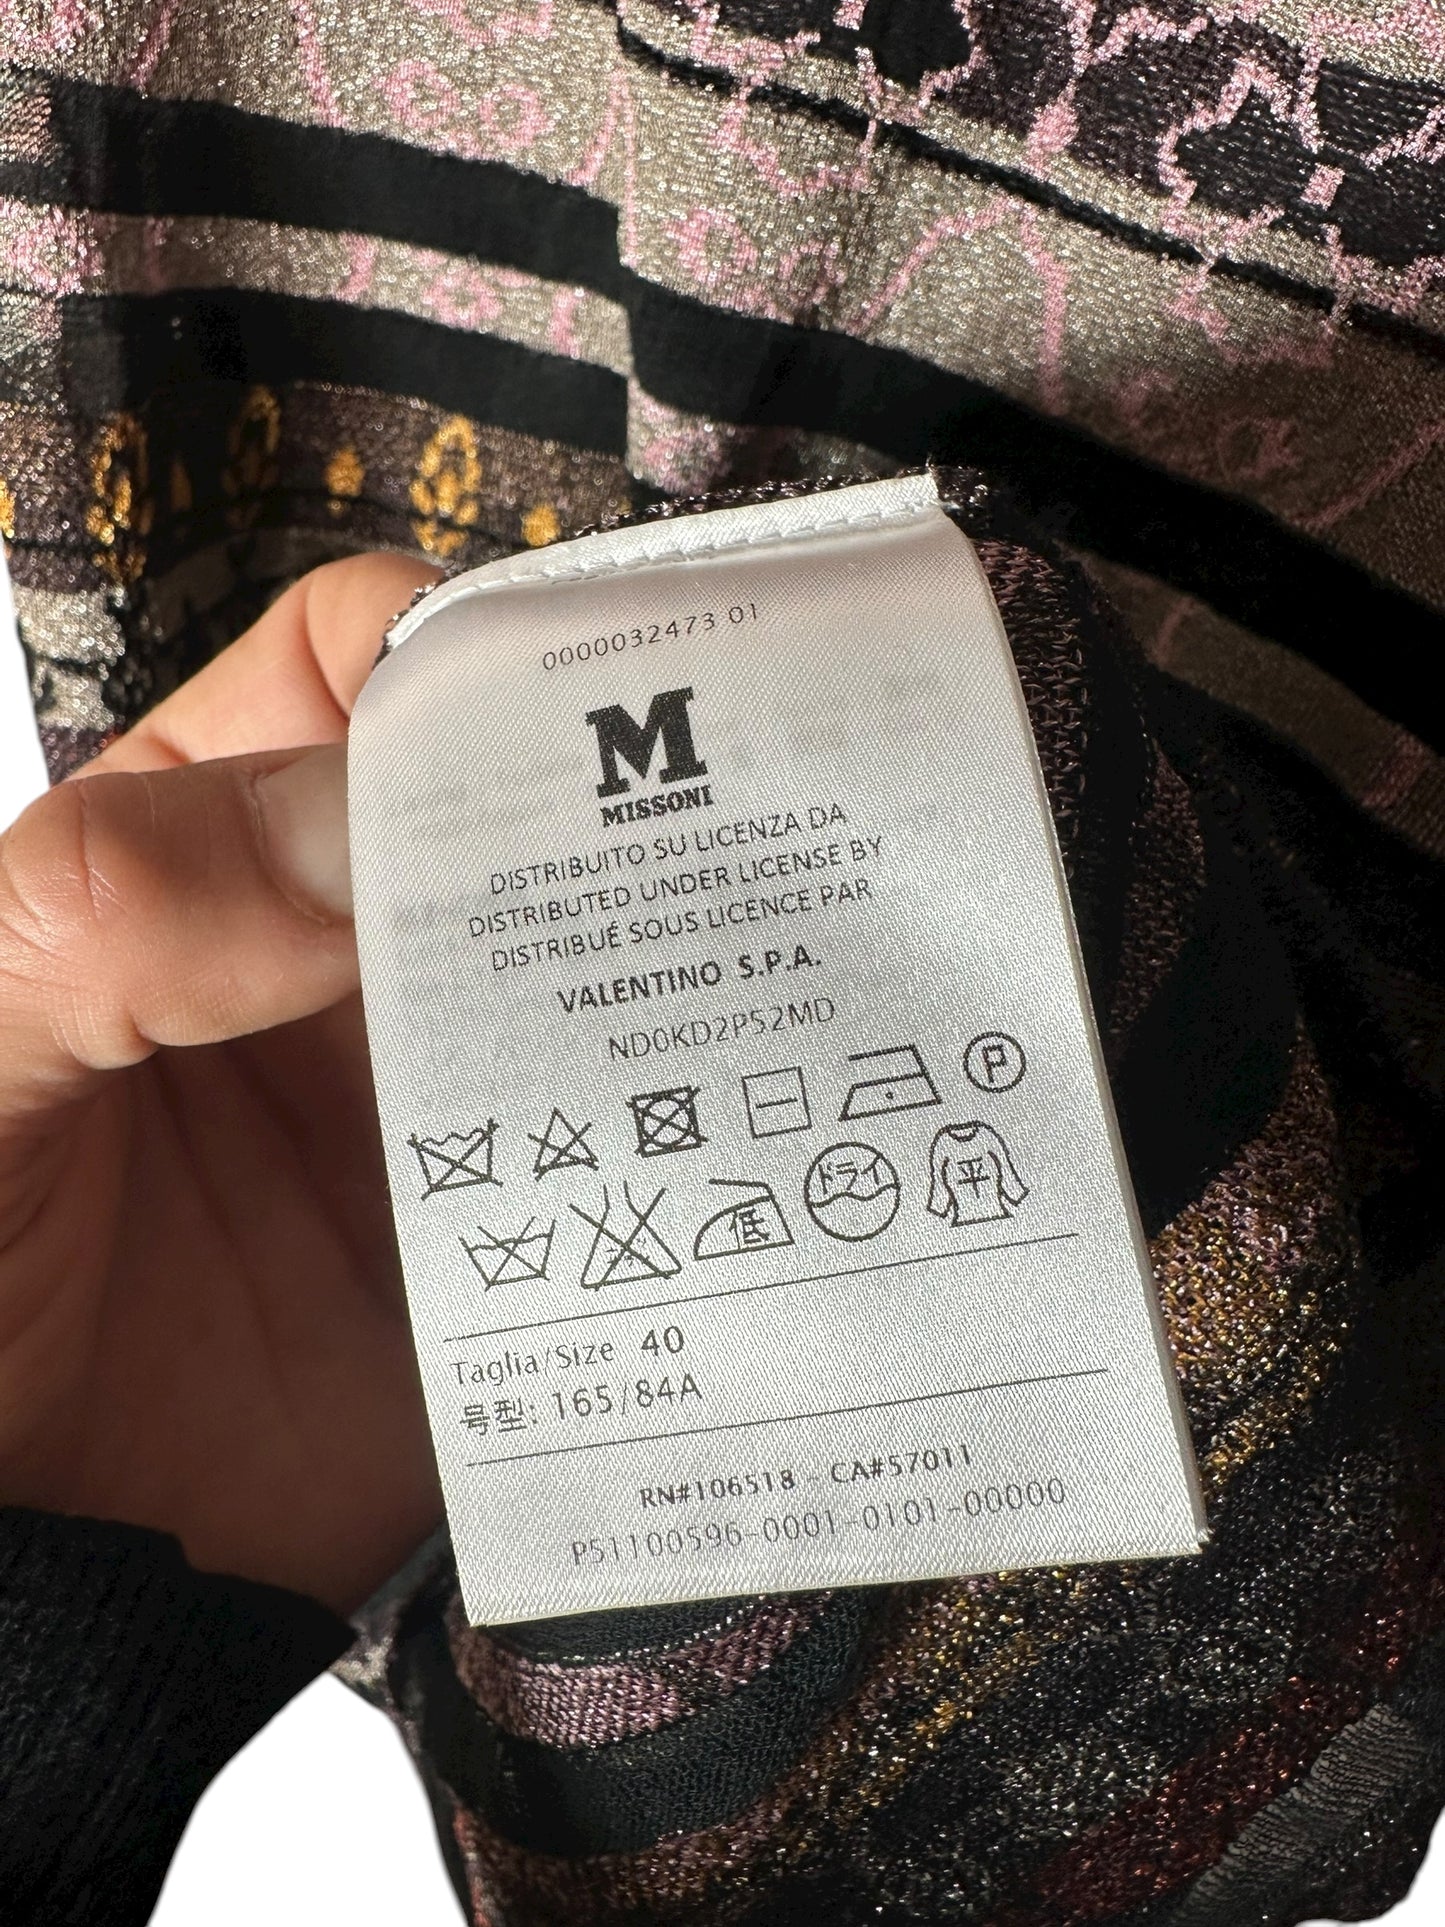 0000032473 01
M
MISSONI
DISTRIBUITO SU LICENZA DA
DISTRIBUTED UNDER LICENSE BY
DISTRIBUÉ SOUS LICENCE PAR
VALENTINO S.P.A.
ND0KD2P52MD
P
低 ドライ 平
Taglia/Size 40
号型: 165/84A
RN#106518 - CA#57011
P51100596-0001-0101-00000